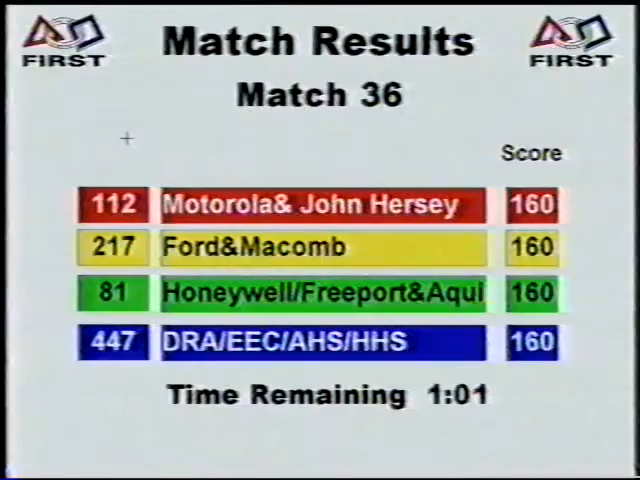 FIRST
Match Results
FIRST
Match 36
Score
112 Motorola& John Hersey 160
217 Ford&Macomb 160
81 Honeywell/Freeport&Aqui 160
447 DRA/EEC/AHS/HHS 160
Time Remaining 1:01